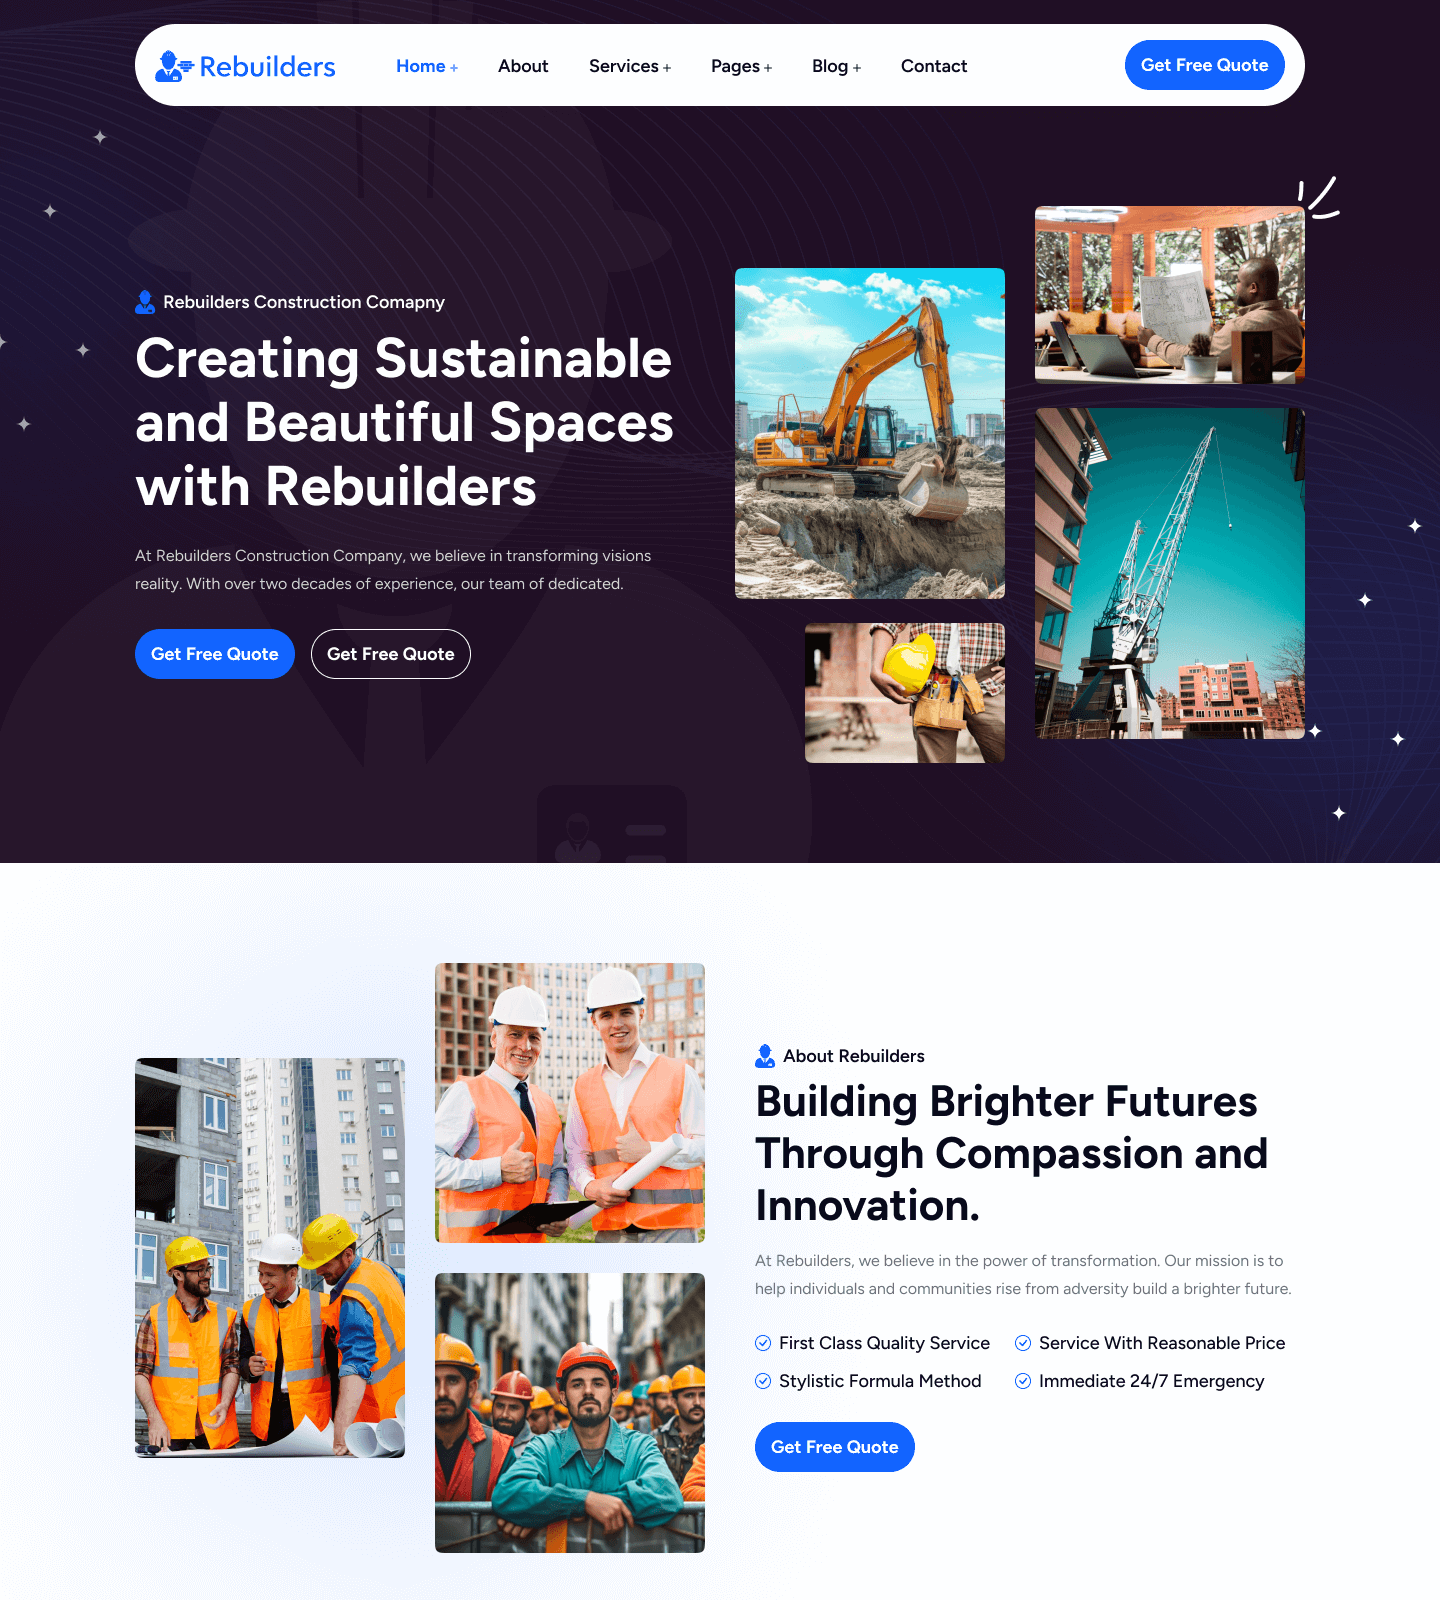 Rebuilders
Home +
About
Services +
Pages +
Blog +
Contact
Get Free Quote
Rebuilders Construction Comapny
Creating Sustainable
and Beautiful Spaces
with Rebuilders
At Rebuilders Construction Company, we believe in transforming visions
reality. With over two decades of experience, our team of dedicated.
Get Free Quote
Get Free Quote
About Rebuilders
Building Brighter Futures
Through Compassion and
Innovation.
At Rebuilders, we believe in the power of transformation. Our mission is to
help individuals and communities rise from adversity build a brighter future.
First Class Quality Service
Service With Reasonable Price
Stylistic Formula Method
Immediate 24/7 Emergency
Get Free Quote